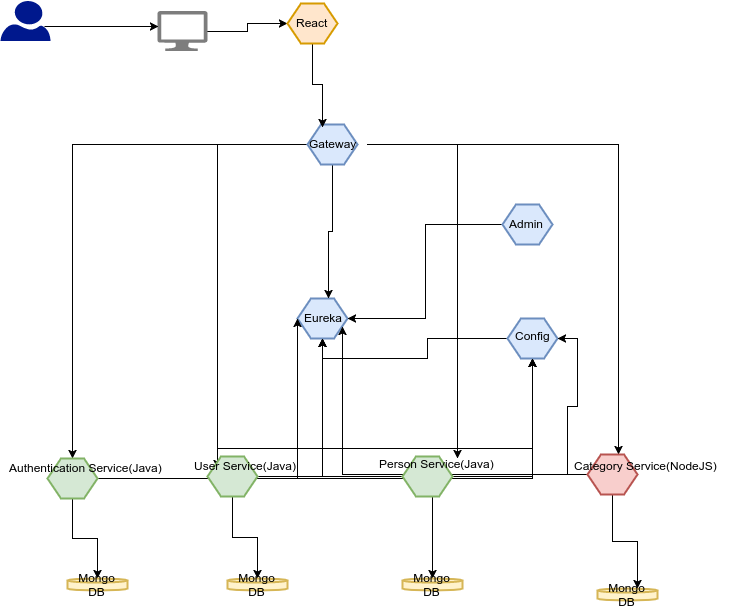 React
Gateway
Admin
Eureka
Config
Authentication Service(Java)
User Service(Java)
Person Service(Java)
Category Service(NodeJS)
Mongo
DB
Mongo
DB
Mongo
DB
Mongo
DB